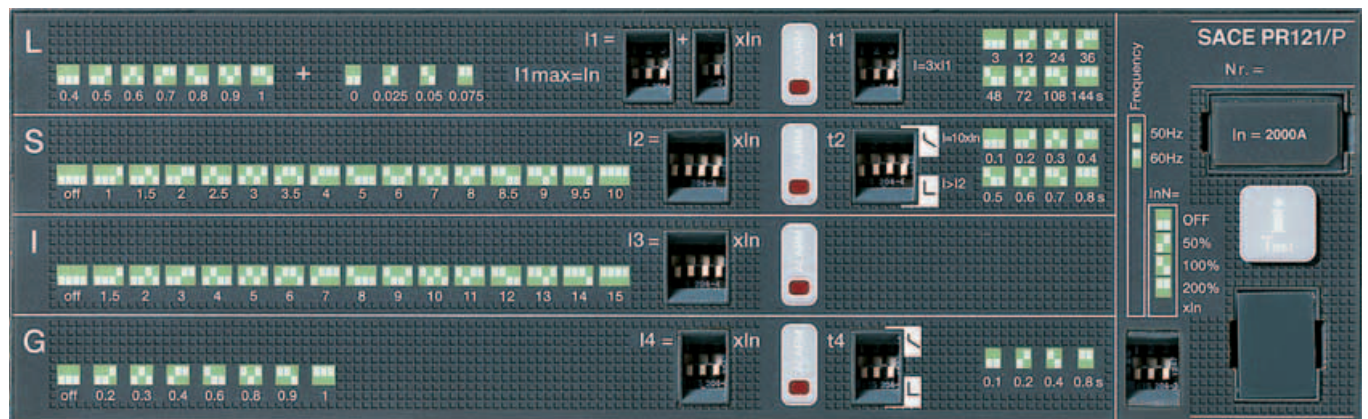 L
I1 =
+
xIn
t1
I1max=In
I=3xI1
0.4 0.5 0.6 0.7 0.8 0.9 1
+
0 0.025 0.05 0.075
3 12 24 36
48 72 108 144 s
S
I2 =
xIn
t2
I=10xIn
I>I2
off 1 1.5 2 2.5 3 3.5 4 5 6 7 8 8.5 9 9.5 10
0.1 0.2 0.3 0.4
0.5 0.6 0.7 0.8 s
I
I3 =
xIn
off 1.5 2 3 4 5 6 7 8 9 10 11 12 13 14 15
G
I4 =
xIn
t4
off 0.2 0.3 0.4 0.6 0.8 0.9 1
0.1 0.2 0.4 0.8 s
Frequency
50Hz
60Hz
InN=
OFF
50%
100%
200%
xIn
SACE PR121/P
Nr. =
In = 2000A
i
Test